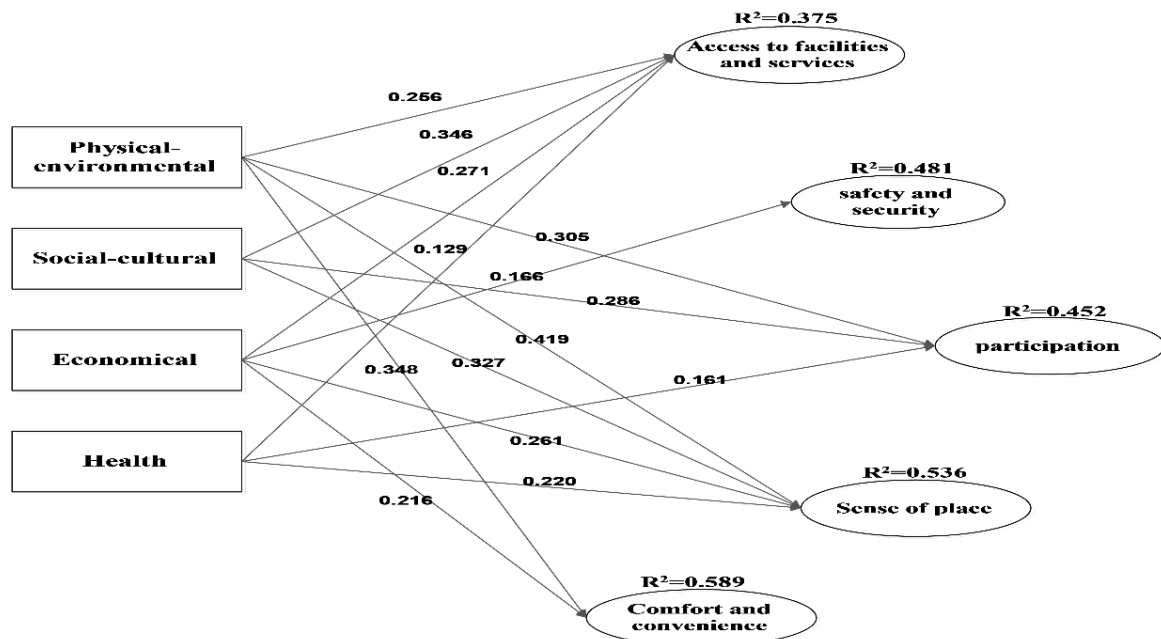 R²=0.375
Access to facilities
and services
0.256
Physical-
environmental
0.346
0.271
R²=0.481
safety and
security
0.305
Social-cultural
0.129
0.166
0.286
R²=0.452
participation
0.419
Economical
0.348
0.327
0.161
0.261
Health
0.220
R²=0.536
Sense of place
0.216
R²=0.589
Comfort and
convenience